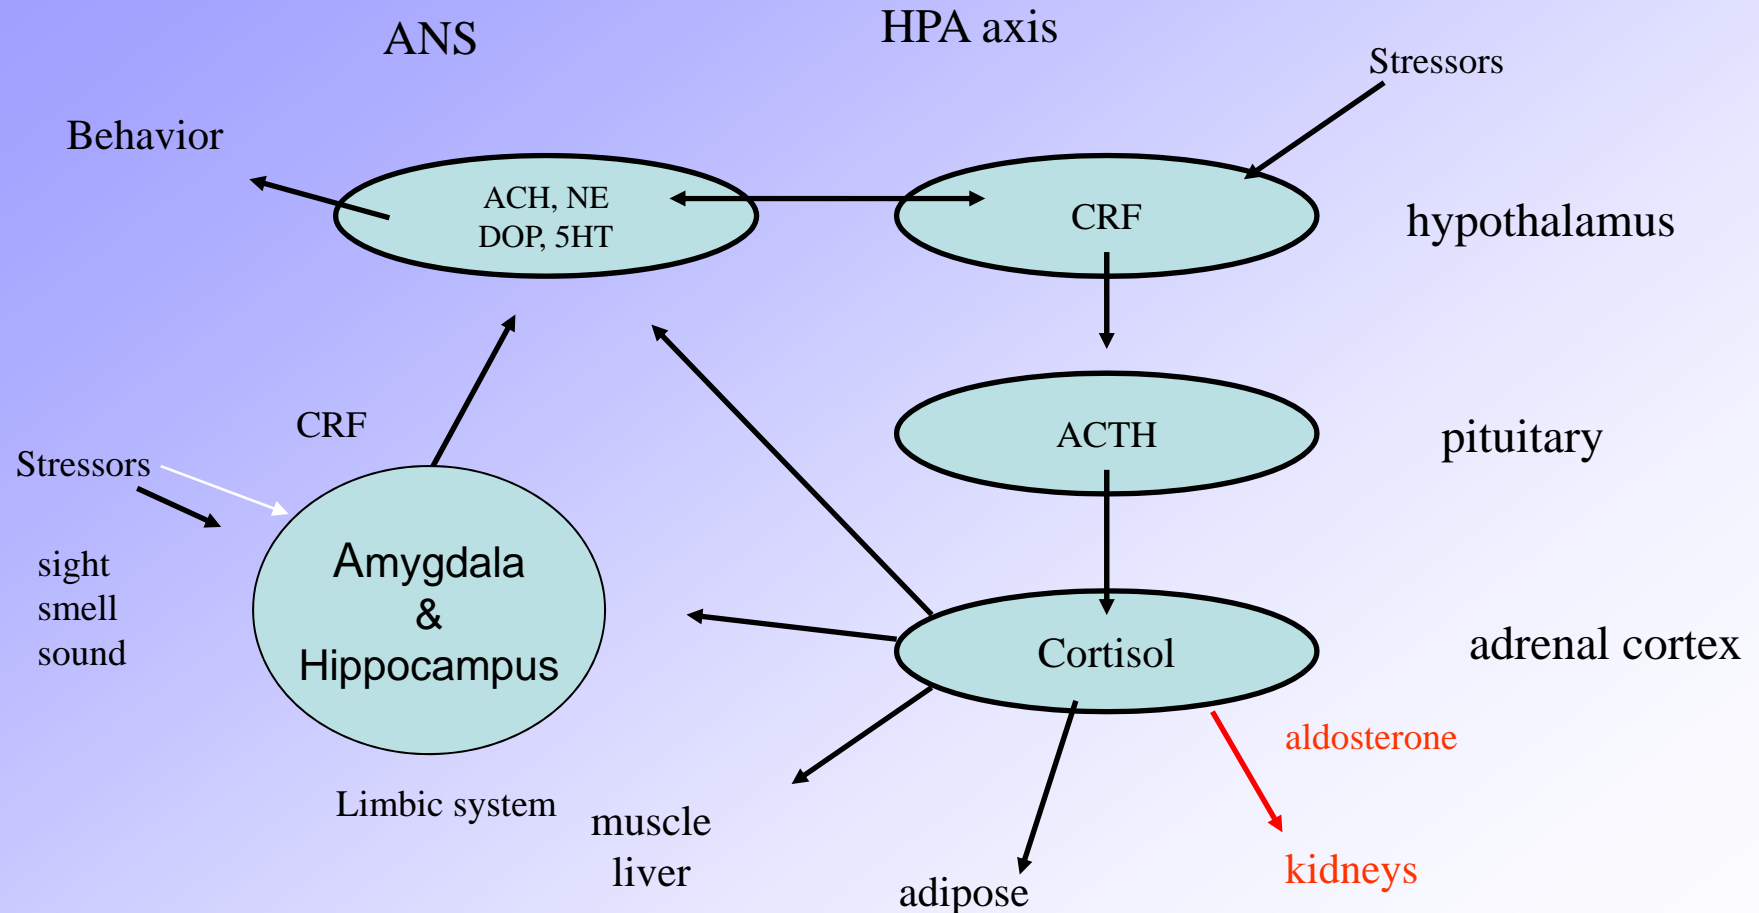 ANS
HPA axis
Stressors
Behavior
ACH, NE
DOP, 5HT
CRF
hypothalamus
CRF
ACTH
pituitary
Stressors
sight
smell
sound
Amygdala
&
Hippocampus
Cortisol
adrenal cortex
aldosterone
Limbic system
muscle
liver
adipose
kidneys